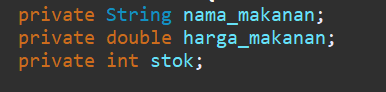 private String nama_makanan;
private double harga_makanan;
private int stok;